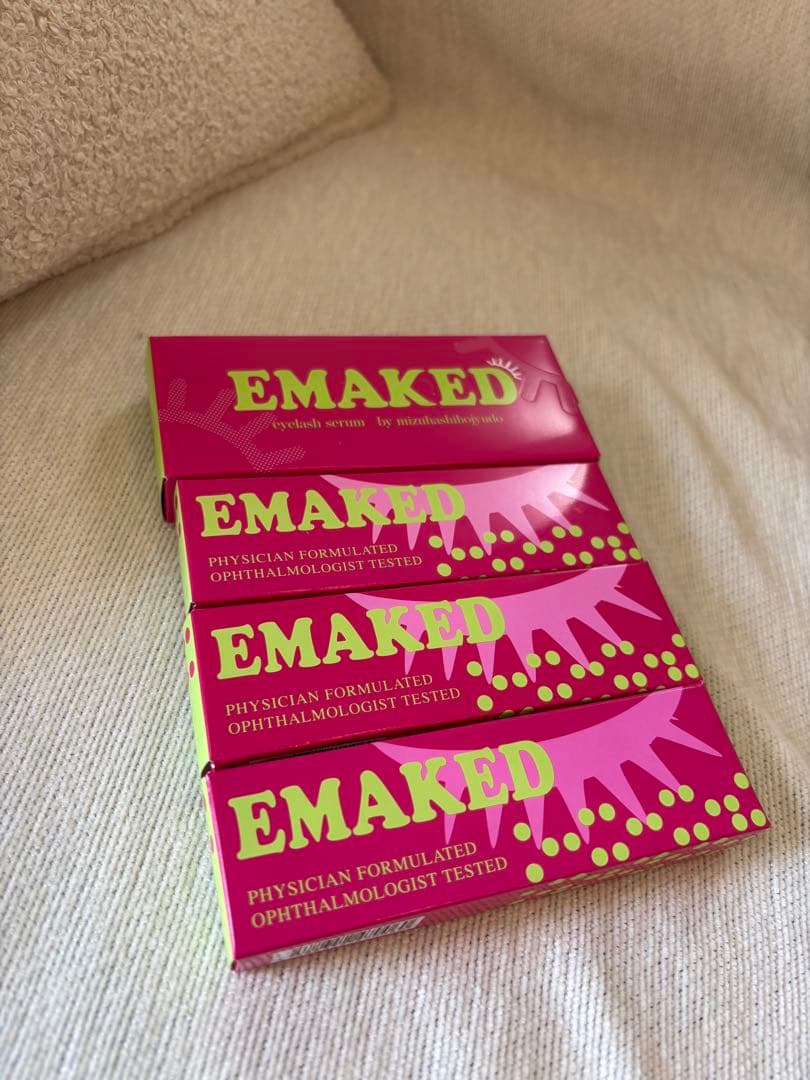 EMAKED
eyelash serum by mizuhashihojyudo
EMAKED
PHYSICIAN FORMULATED
OPHTHALMOLOGIST TESTED
EMAKED
PHYSICIAN FORMULATED
OPHTHALMOLOGIST TESTED
EMAKED
PHYSICIAN FORMULATED
OPHTHALMOLOGIST TESTED